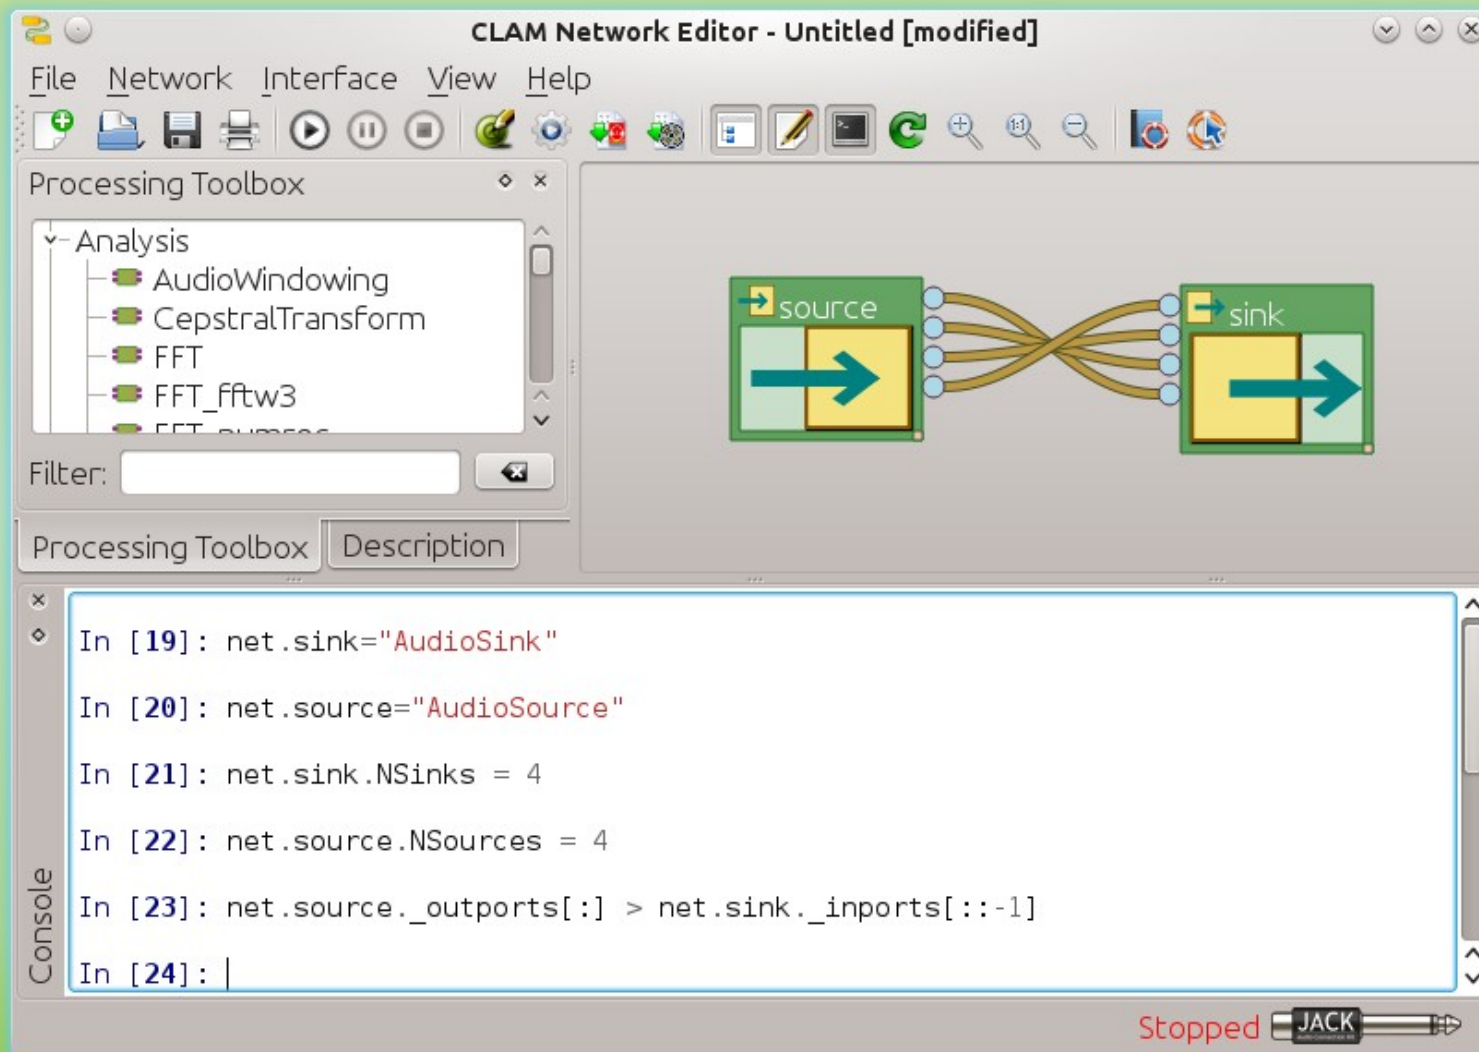 CLAM Network Editor - Untitled [modified]
File Network Interface View Help
1:1
Processing Toolbox
Analysis
AudioWindowing
CepstralTransform
FFT
FFT_fftw3
Filter:
Processing Toolbox Description
source
sink
Console
In [19]: net.sink="AudioSink"
In [20]: net.source="AudioSource"
In [21]: net.sink.NSinks = 4
In [22]: net.source.NSources = 4
In [23]: net.source._outports[:] > net.sink._inports[::-1]
In [24]:
Stopped JACK